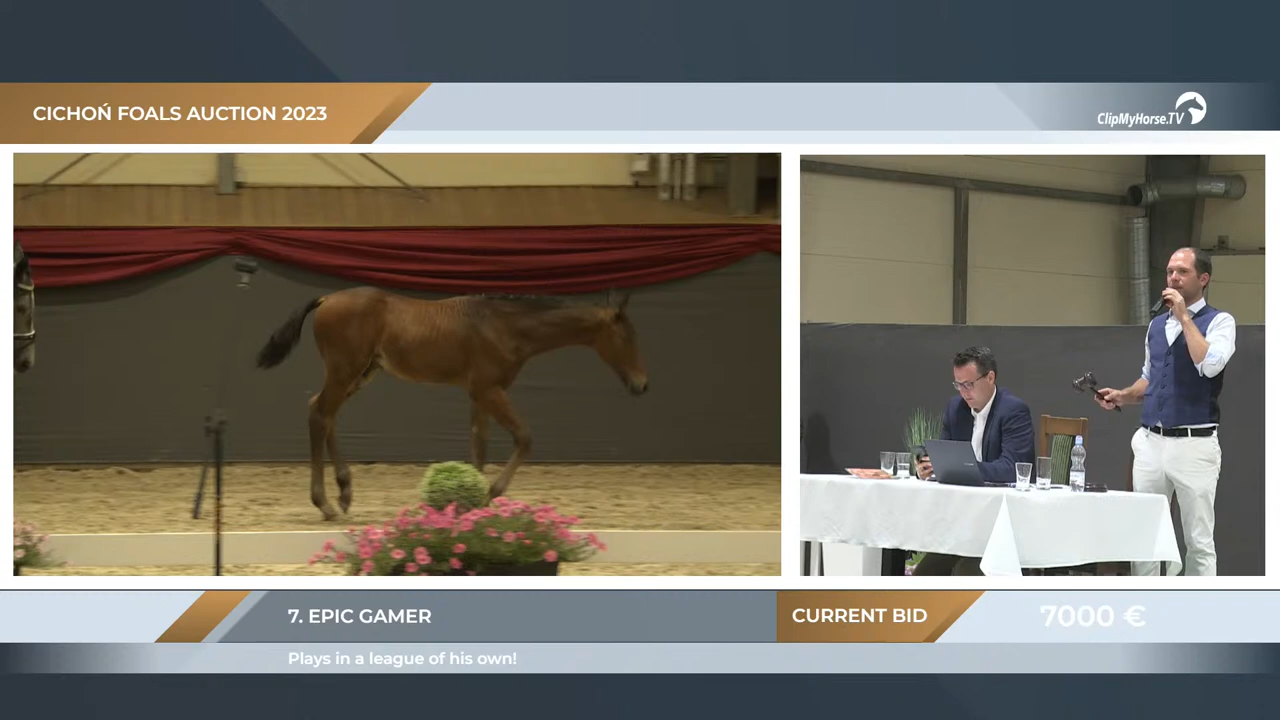 CICHOŃ FOALS AUCTION 2023
ClipMyHorse.TV
7. EPIC GAMER
CURRENT BID
7000 €
Plays in a league of his own!